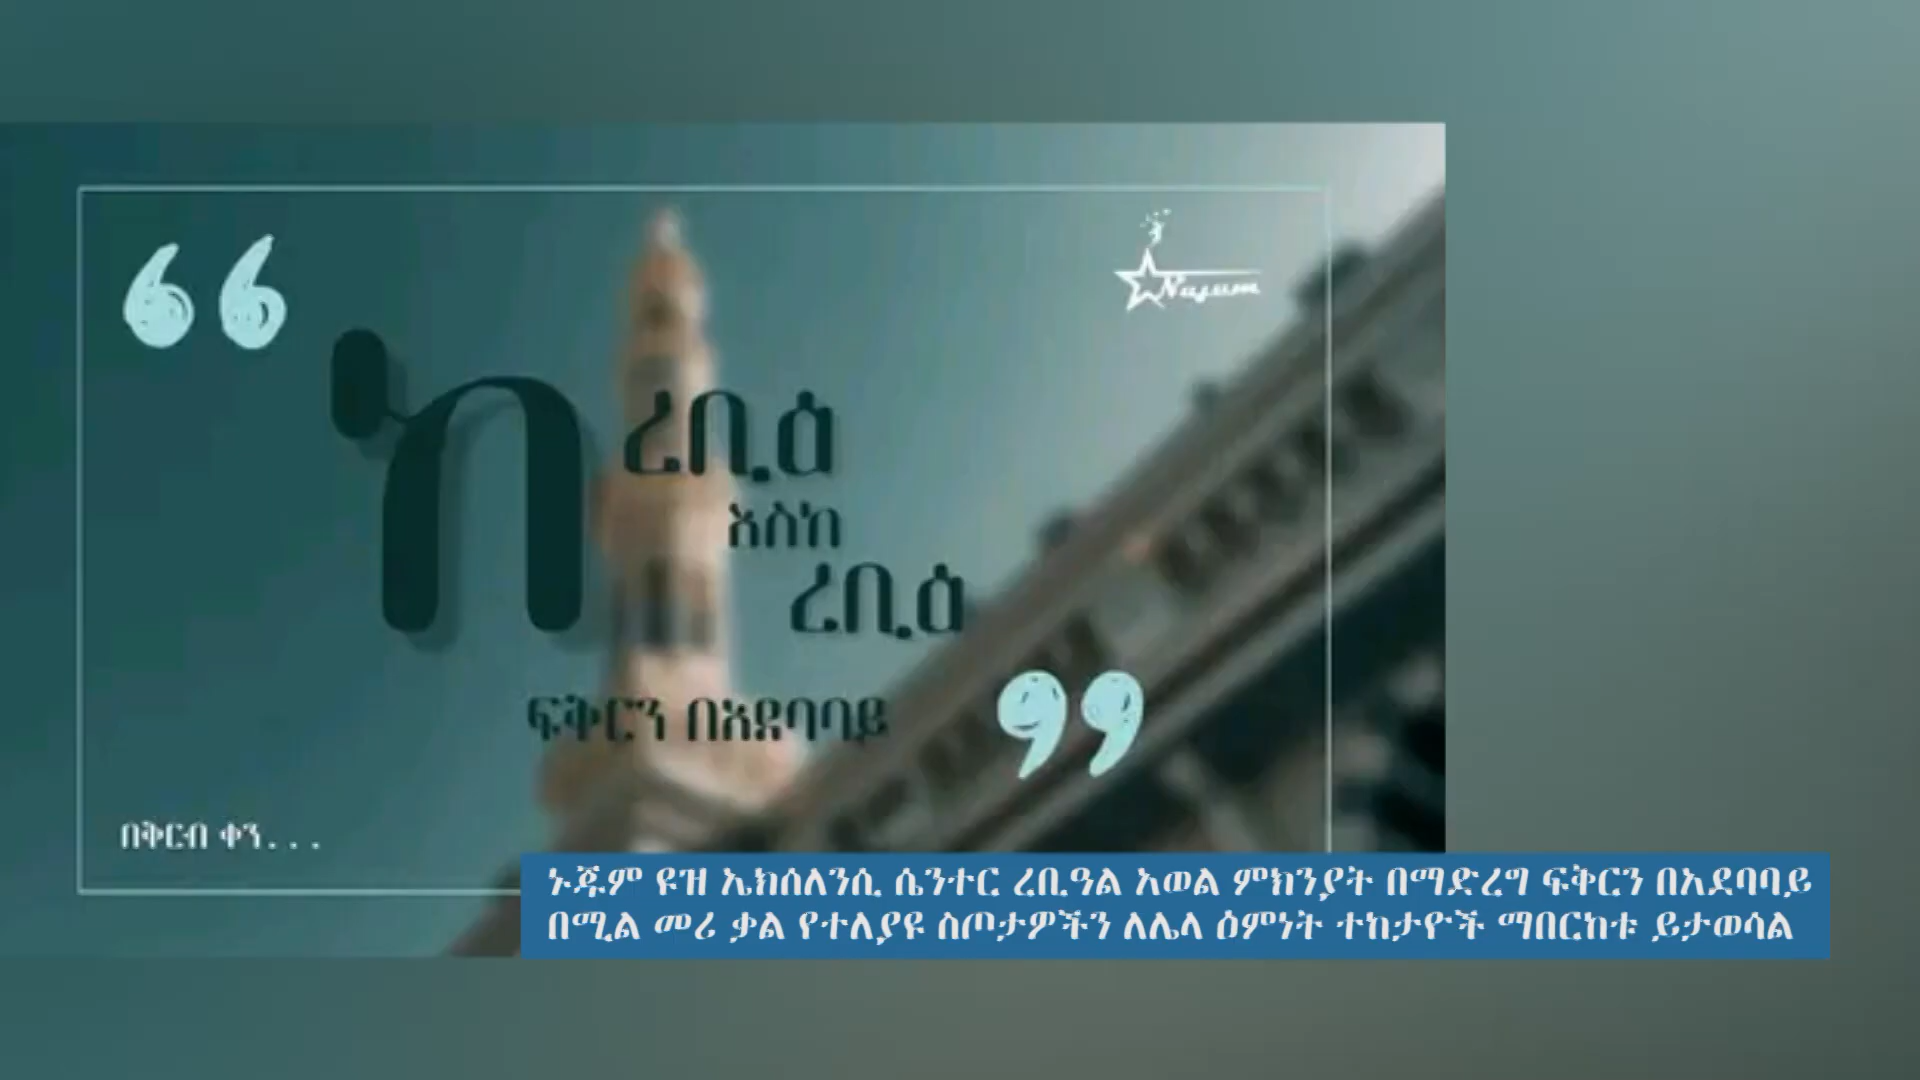 Nujum
ከረቢዕ
እስከ
ረቢዕ
ፍቅርን በአደባባይ
በቅርብ ቀን...
ኑጁም ዩዝ ኤክሰለንሲ ሴንተር ረቢዓል አወል ምክንያት በማድረግ ፍቅርን በአደባባይ
በሚል መሪ ቃል የተለያዩ ስጦታዎችን ለሌላ ዕምነት ተከታዮች ማበርከቱ ይታወሳል